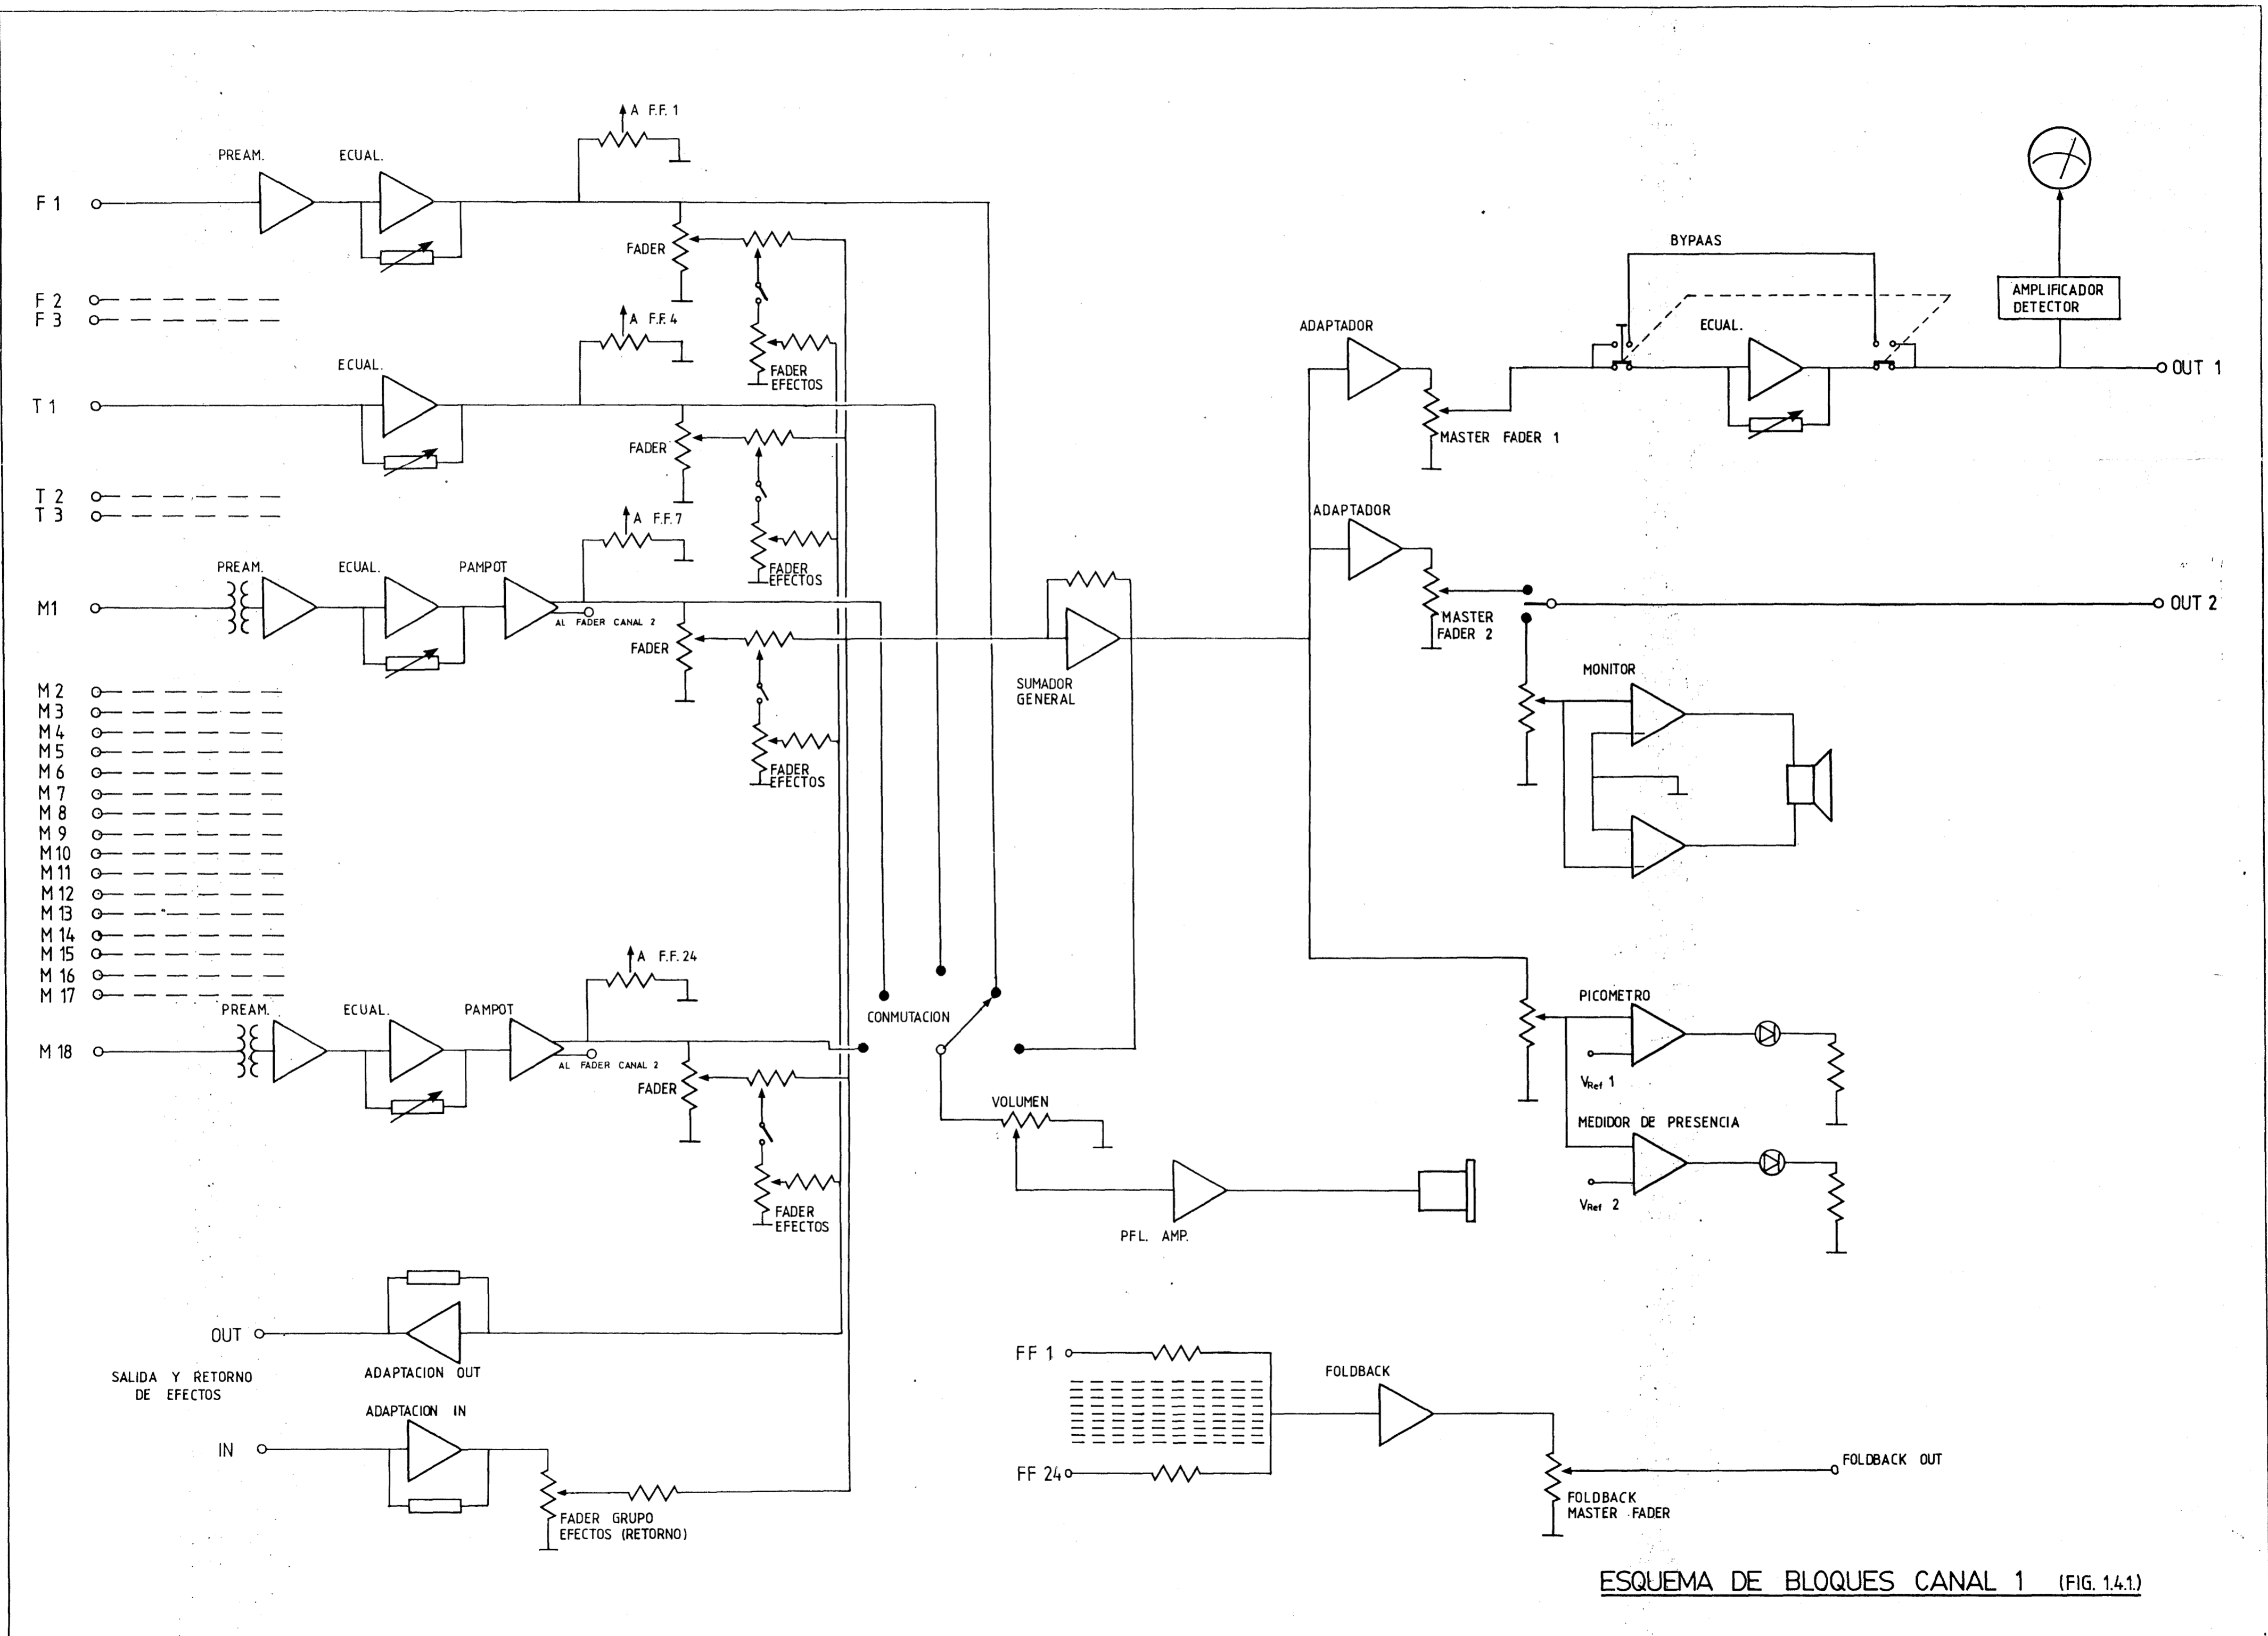 A F.F. 1
PREAM.
ECUAL.
F 1
FADER
F 2
F 3
A F.F. 4
FADER
EFECTOS
ECUAL.
T 1
FADER
T 2
T 3
A F.F. 7
FADER
EFECTOS
PREAM.
ECUAL.
PAMPOT
M1
AL FADER CANAL 2
FADER
M 2
M 3
M 4
M 5
M 6
M 7
M 8
M 9
M 10
M 11
M 12
M 13
M 14
M 15
M 16
M 17
FADER
EFECTOS
A F.F. 24
PREAM.
ECUAL.
PAMPOT
M 18
AL FADER CANAL 2
FADER
FADER
EFECTOS
OUT
ADAPTACION OUT
SALIDA Y RETORNO
DE EFECTOS
ADAPTACION IN
IN
FADER GRUPO
EFECTOS (RETORNO)
SUMADOR
GENERAL
CONMUTACION
VOLUMEN
PFL. AMP.
BYPAAS
AMPLIFICADOR
DETECTOR
ADAPTADOR
ECUAL.
OUT 1
MASTER FADER 1
ADAPTADOR
OUT 2
MASTER
FADER 2
MONITOR
PICOMETRO
VRef 1
MEDIDOR DE PRESENCIA
VRef 2
FF 1
FOLDBACK
FF 24
FOLDBACK OUT
FOLDBACK
MASTER FADER
ESQUEMA DE BLOQUES CANAL 1 (FIG. 1.4.1.)